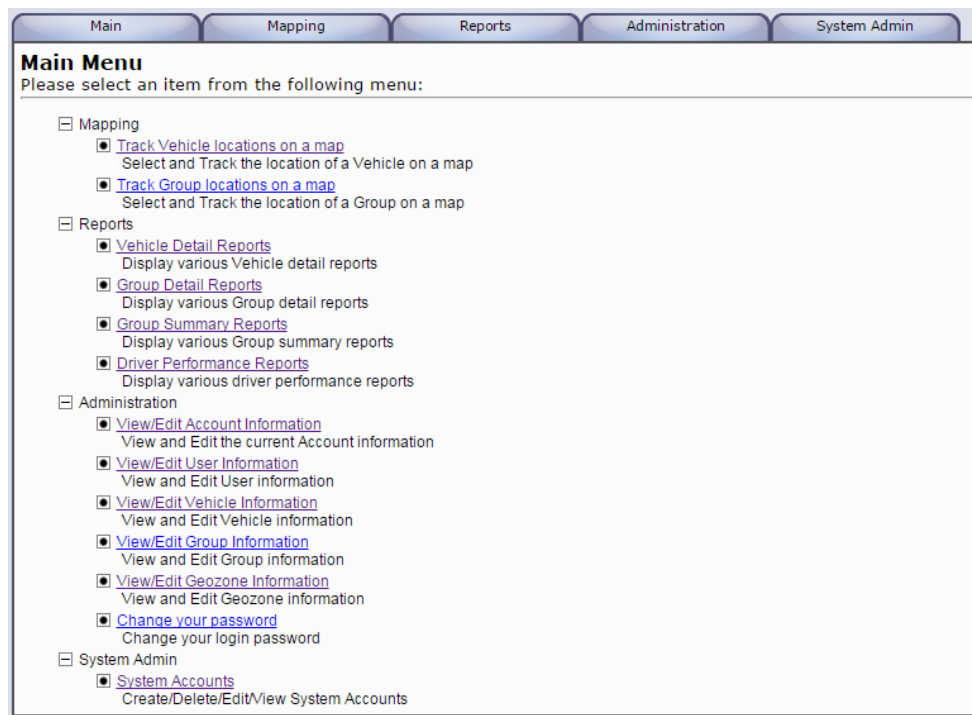 Main Mapping Reports Administration System Admin
Main Menu
Please select an item from the following menu:
Mapping
Track Vehicle locations on a map
Select and Track the location of a Vehicle on a map
Track Group locations on a map
Select and Track the location of a Group on a map
Reports
Vehicle Detail Reports
Display various Vehicle detail reports
Group Detail Reports
Display various Group detail reports
Group Summary Reports
Display various Group summary reports
Driver Performance Reports
Display various driver performance reports
Administration
View/Edit Account Information
View and Edit the current Account information
View/Edit User Information
View and Edit User information
View/Edit Vehicle Information
View and Edit Vehicle information
View/Edit Group Information
View and Edit Group information
View/Edit Geozone Information
View and Edit Geozone information
Change your password
Change your login password
System Admin
System Accounts
Create/Delete/Edit/View System Accounts